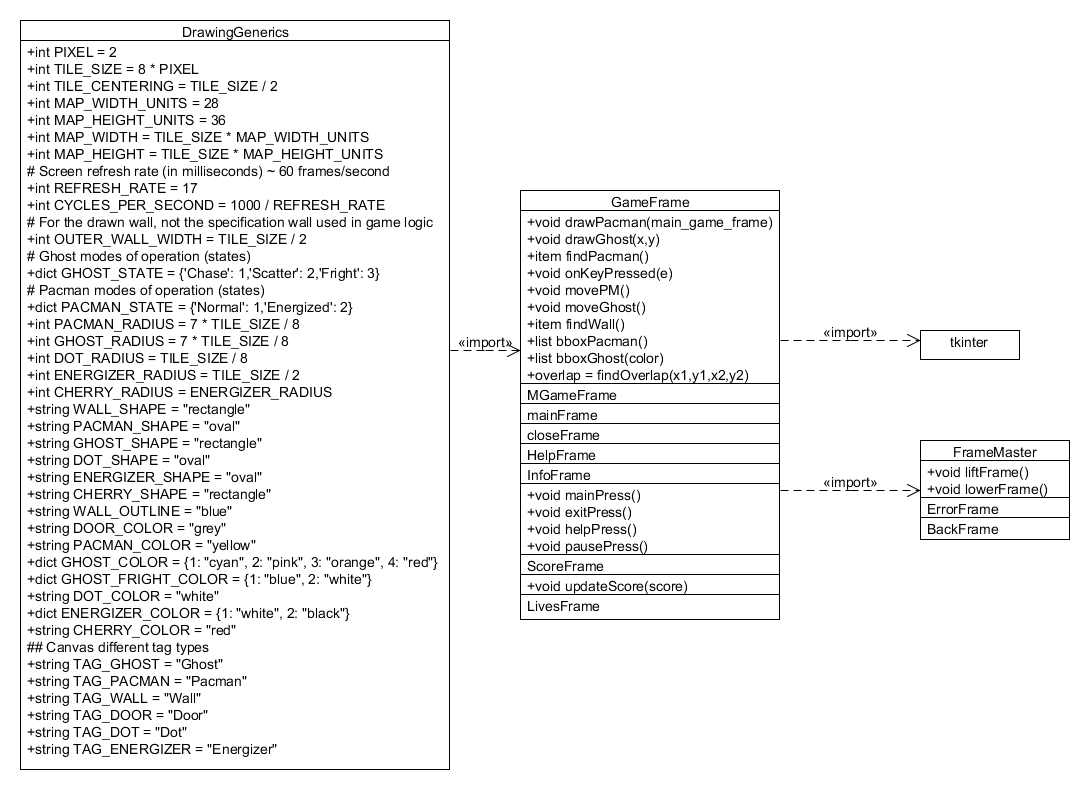 DrawingGenerics
+int PIXEL = 2
+int TILE_SIZE = 8 * PIXEL
+int TILE_CENTERING = TILE_SIZE / 2
+int MAP_WIDTH_UNITS = 28
+int MAP_HEIGHT_UNITS = 36
+int MAP_WIDTH = TILE_SIZE * MAP_WIDTH_UNITS
+int MAP_HEIGHT = TILE_SIZE * MAP_HEIGHT_UNITS
# Screen refresh rate (in milliseconds) ~ 60 frames/second
+int REFRESH_RATE = 17
+int CYCLES_PER_SECOND = 1000 / REFRESH_RATE
# For the drawn wall, not the specification wall used in game logic
+int OUTER_WALL_WIDTH = TILE_SIZE / 2
# Ghost modes of operation (states)
+dict GHOST_STATE = {'Chase': 1,'Scatter': 2,'Fright': 3}
# Pacman modes of operation (states)
+dict PACMAN_STATE = {'Normal': 1,'Energized': 2}
+int PACMAN_RADIUS = 7 * TILE_SIZE / 8
+int GHOST_RADIUS = 7 * TILE_SIZE / 8
+int DOT_RADIUS = TILE_SIZE / 8
+int ENERGIZER_RADIUS = TILE_SIZE / 2
+int CHERRY_RADIUS = ENERGIZER_RADIUS
+string WALL_SHAPE = "rectangle"
+string PACMAN_SHAPE = "oval"
+string GHOST_SHAPE = "rectangle"
+string DOT_SHAPE = "oval"
+string ENERGIZER_SHAPE = "oval"
+string CHERRY_SHAPE = "rectangle"
+string WALL_OUTLINE = "blue"
+string DOOR_COLOR = "grey"
+string PACMAN_COLOR = "yellow"
+dict GHOST_COLOR = {1: "cyan", 2: "pink", 3: "orange", 4: "red"}
+dict GHOST_FRIGHT_COLOR = {1: "blue", 2: "white"}
+string DOT_COLOR = "white"
+dict ENERGIZER_COLOR = {1: "white", 2: "black"}
+string CHERRY_COLOR = "red"
## Canvas different tag types
+string TAG_GHOST = "Ghost"
+string TAG_PACMAN = "Pacman"
+string TAG_WALL = "Wall"
+string TAG_DOOR = "Door"
+string TAG_DOT = "Dot"
+string TAG_ENERGIZER = "Energizer"
«import»
GameFrame
+void drawPacman(main_game_frame)
+void drawGhost(x,y)
+item findPacman()
+void onKeyPressed(e)
+void movePM()
+void moveGhost()
+item findWall()
+list bboxPacman()
+list bboxGhost(color)
+overlap = findOverlap(x1,y1,x2,y2)
MGameFrame
mainFrame
closeFrame
HelpFrame
InfoFrame
+void mainPress()
+void exitPress()
+void helpPress()
+void pausePress()
ScoreFrame
+void updateScore(score)
LivesFrame
«import»
tkinter
«import»
FrameMaster
+void liftFrame()
+void lowerFrame()
ErrorFrame
BackFrame